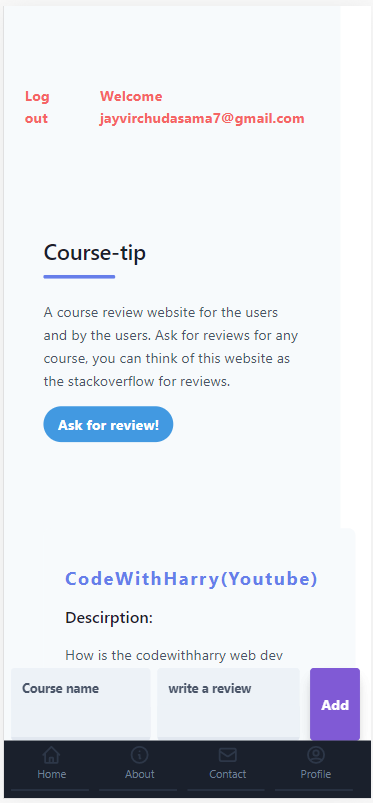 Log
out
Welcome
jayvirchudasama7@gmail.com
Course-tip
A course review website for the users
and by the users. Ask for reviews for any
course, you can think of this website as
the stackoverflow for reviews.
Ask for review!
CodeWithHarry(Youtube)
Descirption:
How is the codewithharry web dev
Course name
write a review
Add
Home
About
Contact
Profile